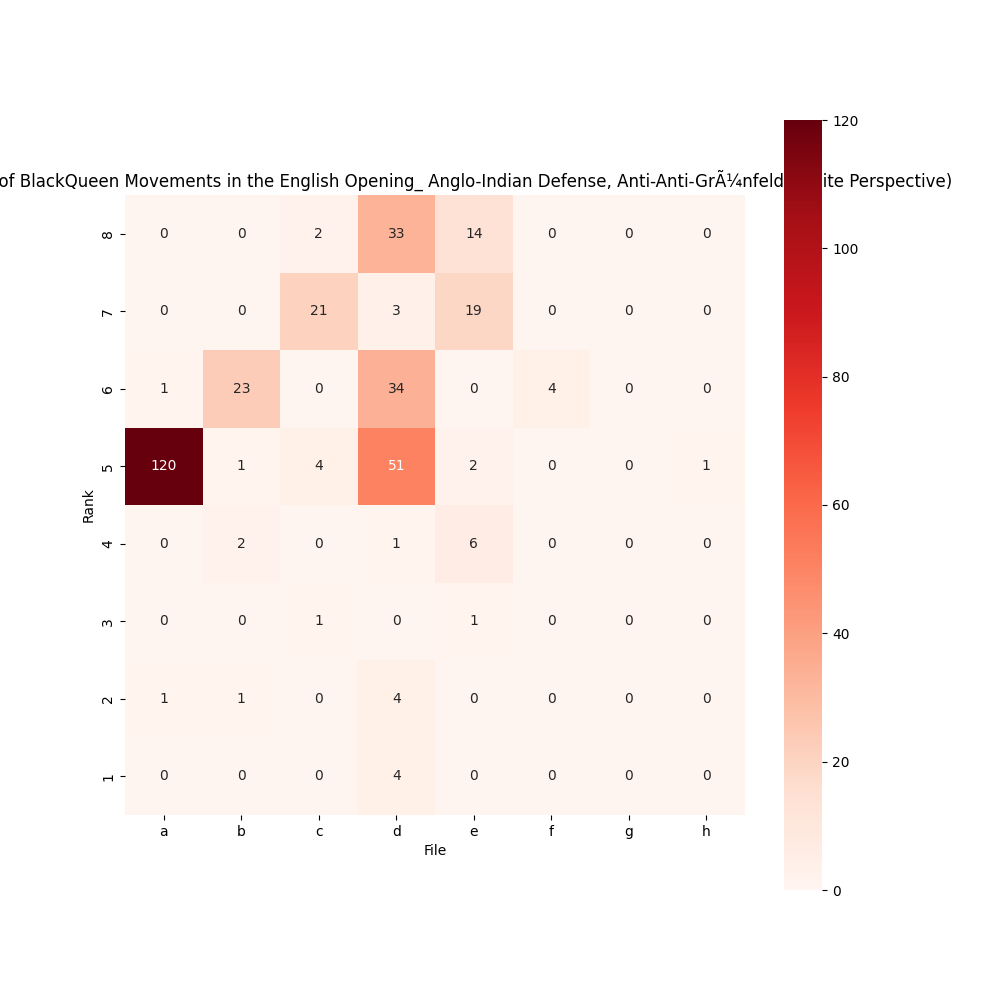 of BlackQueen Movements in the English Opening_ Anglo-Indian Defense, Anti-Anti-GrÃ¼nfeld ite Perspective)
8 0 0 2 33 14 0 0 0
7 0 0 21 3 19 0 0 0
6 1 23 0 34 0 4 0 0
5 120 1 4 51 2 0 0 1
4 0 2 0 1 6 0 0 0
3 0 0 1 0 1 0 0 0
2 1 1 0 4 0 0 0 0
1 0 0 0 4 0 0 0 0
a b c d e f g h
File
Rank
120
100
80
60
40
20
0